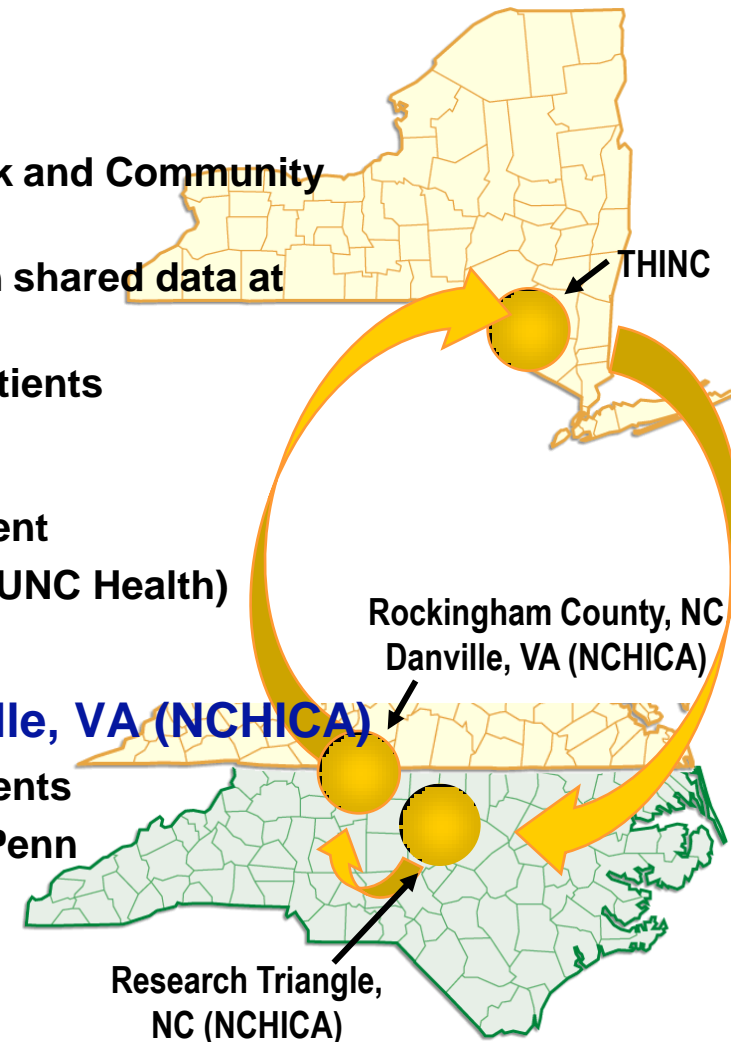 k and Community
shared data at
THINC
tients
ent
UNC Health)
Rockingham County, NC
Danville, VA (NCHICA)
lle, VA (NCHICA)
ents
Penn
Research Triangle,
NC (NCHICA)